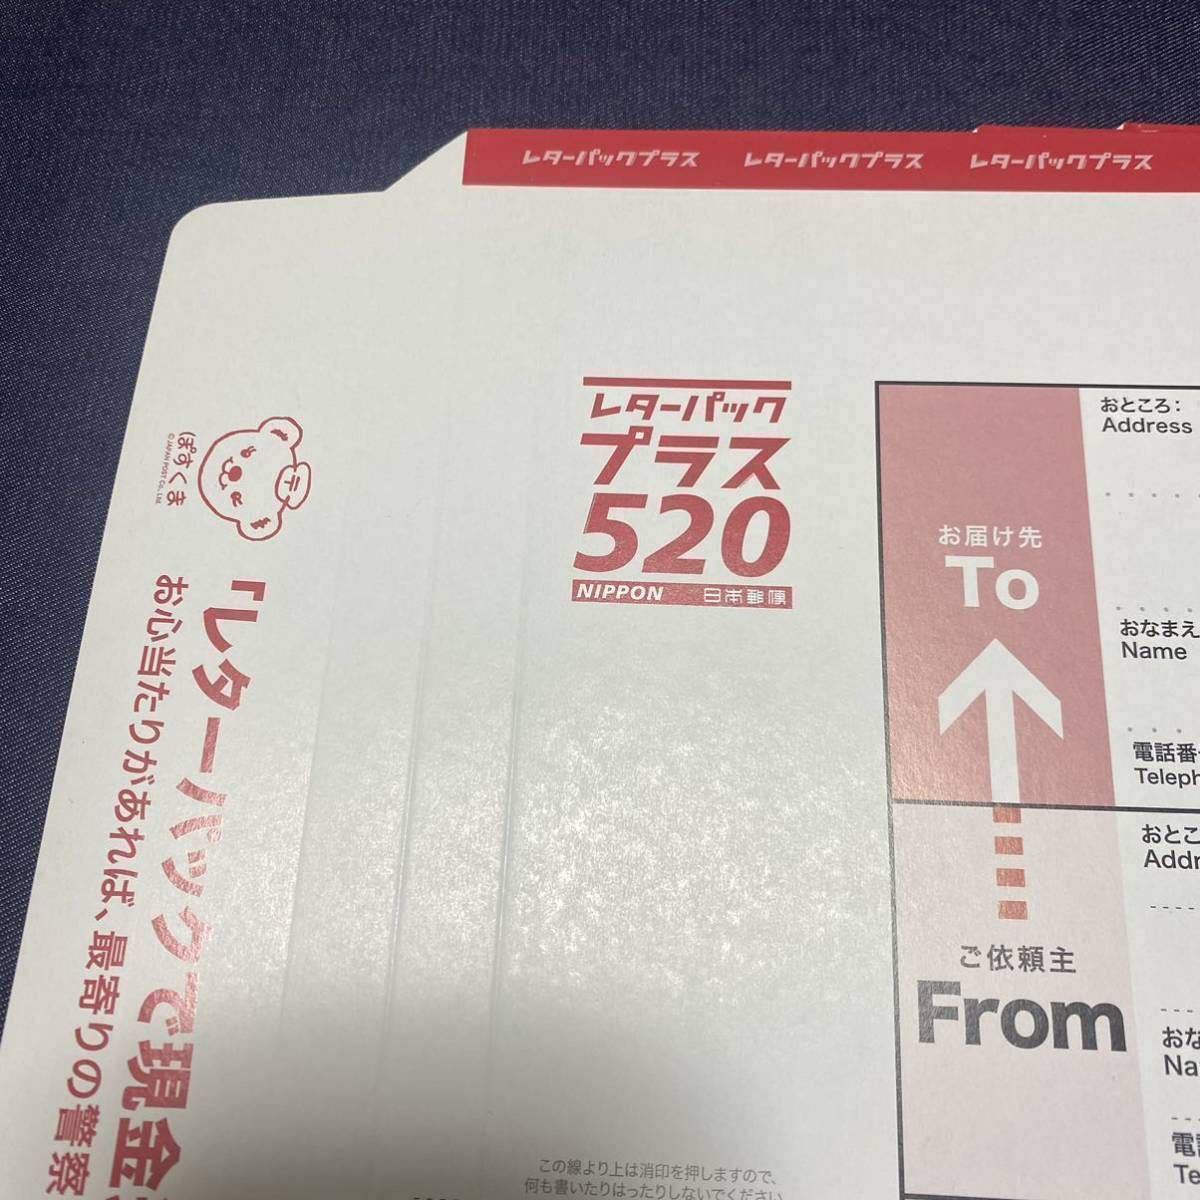 レターパックプラス レターパックプラス レターパックプラス
レターパック
プラス
520
NIPPON 日本郵便
ぽすくま
© JAPAN POST Co., Ltd.
「レターパックで現金
お心当たりがあれば、最寄りの警察
お届け先
To
おところ:
Address
おなまえ
Name
電話番
Teleph
ご依頼主
From
おとこ
Addr
おな
Na
電
Te
この線より上は消印を押しますので、
何も書いたりはったりしないでください